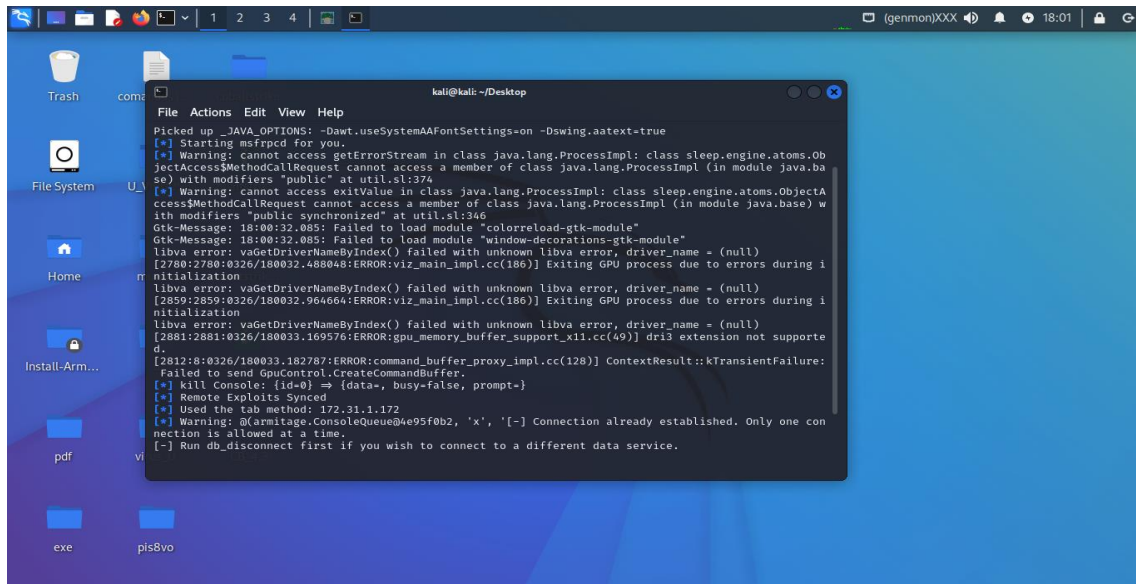 1 2 3 4
(genmon)XXX
18:01
Trash
File System
Home
Install-Arm...
pdf
exe
pis8vo
kali@kali: ~/Desktop
File Actions Edit View Help
Picked up _JAVA_OPTIONS: -Dawt.useSystemAAFontSettings=on -Dswing.aatext=true
[*] Starting msfrpcd for you.
[*] Warning: cannot access getErrorStream in class java.lang.ProcessImpl: class sleep.engine.atoms.Ob
jectAccess$MethodCallRequest cannot access a member of class java.lang.ProcessImpl (in module java.ba
se) with modifiers "public" at util.sl:374
[*] Warning: cannot access exitValue in class java.lang.ProcessImpl: class sleep.engine.atoms.ObjectA
ccess$MethodCallRequest cannot access a member of class java.lang.ProcessImpl (in module java.base) w
ith modifiers "public synchronized" at util.sl:346
Gtk-Message: 18:00:32.085: Failed to load module "colorreload-gtk-module"
Gtk-Message: 18:00:32.085: Failed to load module "window-decorations-gtk-module"
libva error: vaGetDriverNameByIndex() failed with unknown libva error, driver_name = (null)
[2780:2780:0326/180032.488048:ERROR:viz_main_impl.cc(186)] Exiting GPU process due to errors during i
nitialization
libva error: vaGetDriverNameByIndex() failed with unknown libva error, driver_name = (null)
[2859:2859:0326/180032.964664:ERROR:viz_main_impl.cc(186)] Exiting GPU process due to errors during i
nitialization
libva error: vaGetDriverNameByIndex() failed with unknown libva error, driver_name = (null)
[2881:2881:0326/180033.169576:ERROR:gpu_memory_buffer_support_x11.cc(49)] dri3 extension not supporte
d.
[2812:8:0326/180033.182787:ERROR:command_buffer_proxy_impl.cc(128)] ContextResult::kTransientFailure:
Failed to send GpuControl.CreateCommandBuffer.
[*] kill Console: {id=0} ⇒ {data=, busy=false, prompt=}
[*] Remote Exploits Synced
[*] Used the tab method: 172.31.1.172
[*] Warning: @(armitage.ConsoleQueue@4e95f0b2, 'x', '[-] Connection already established. Only one con
nection is allowed at a time.
[-] Run db_disconnect first if you wish to connect to a different data service.